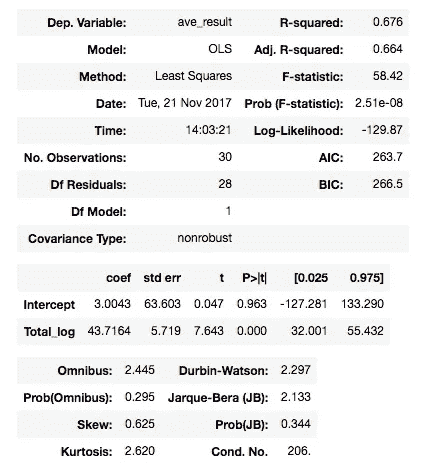 Dep. Variable: ave_result R-squared: 0.676
Model: OLS Adj. R-squared: 0.664
Method: Least Squares F-statistic: 58.42
Date: Tue, 21 Nov 2017 Prob (F-statistic): 2.51e-08
Time: 14:03:21 Log-Likelihood: -129.87
No. Observations: 30 AIC: 263.7
Df Residuals: 28 BIC: 266.5
Df Model: 1
Covariance Type: nonrobust
coef std err t P>|t| [0.025 0.975]
Intercept 3.0043 63.603 0.047 0.963 -127.281 133.290
Total_log 43.7164 5.719 7.643 0.000 32.001 55.432
Omnibus: 2.445 Durbin-Watson: 2.297
Prob(Omnibus): 0.295 Jarque-Bera (JB): 2.133
Skew: 0.625 Prob(JB): 0.344
Kurtosis: 2.620 Cond. No. 206.